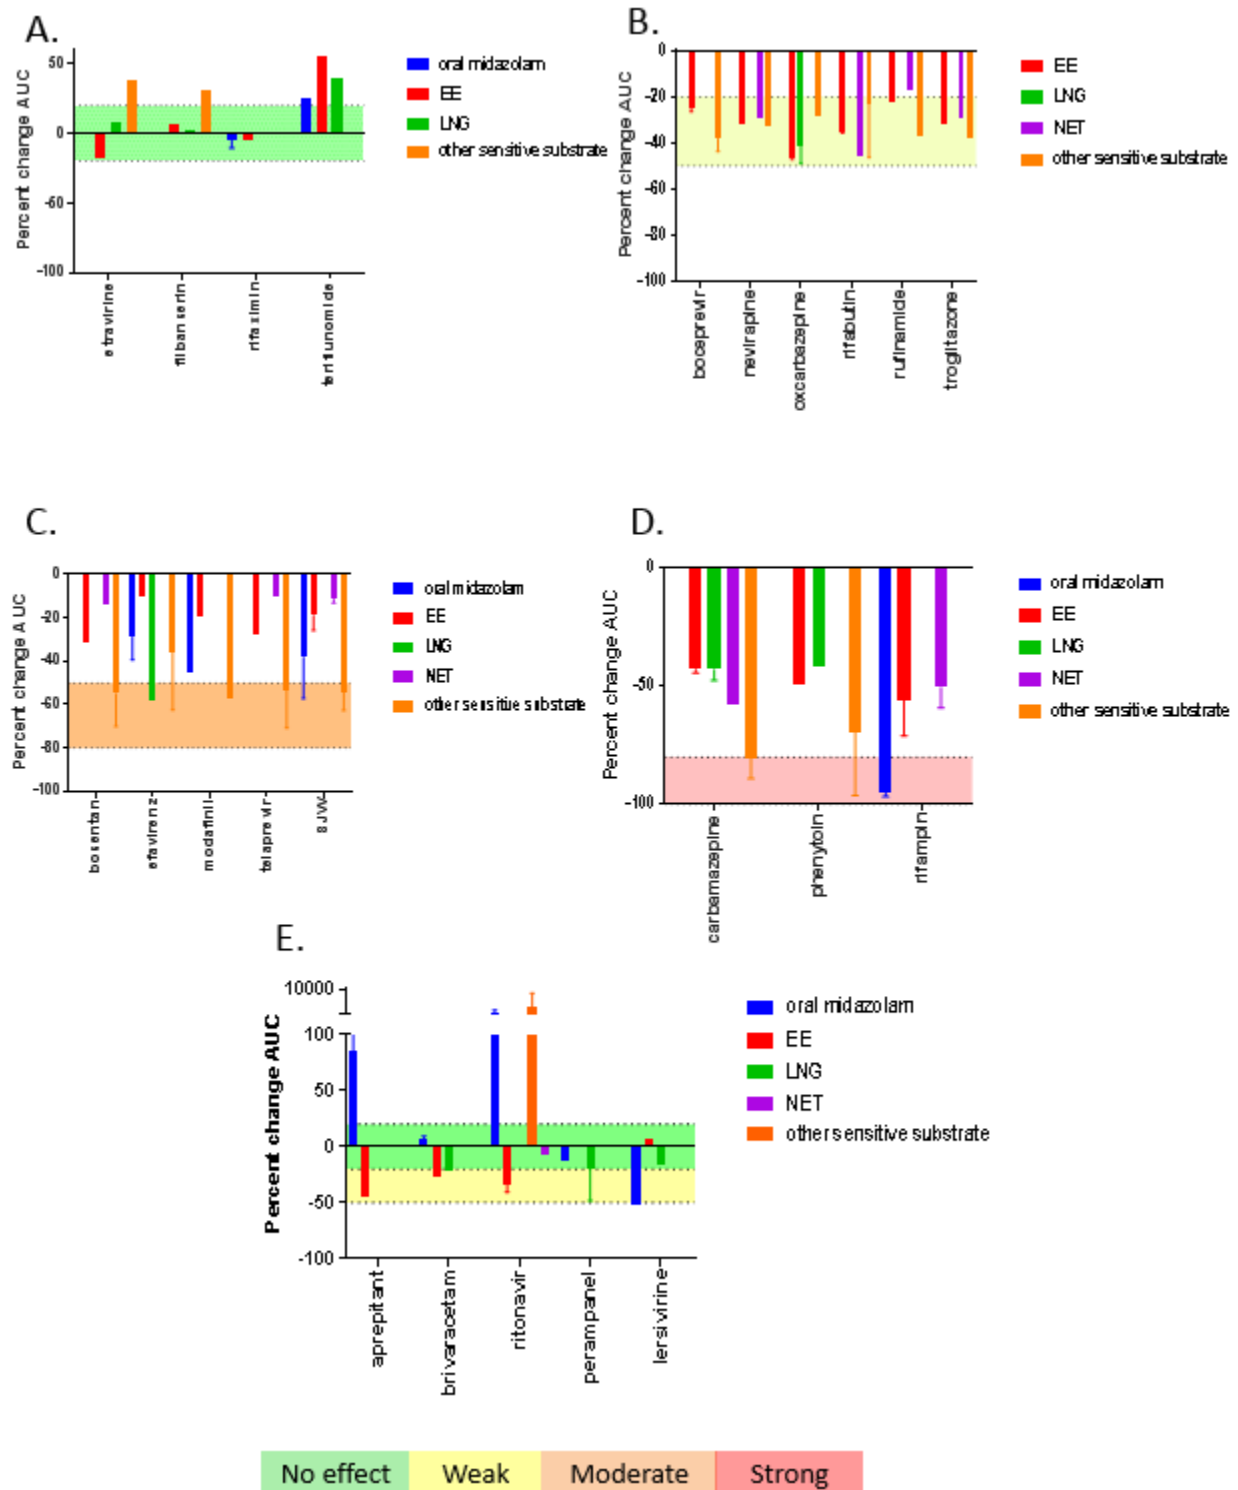 A.
Percent change AUC
50
0
-50
-100
etravirine
flibanserin
rifaximin
teriflunomide
oral midazolam
EE
LNG
other sensitive substrate
B.
Percent change AUC
0
-20
-40
-60
-80
-100
boceprevir
nevirapine
oxcarbazepine
rifabutin
rufinamide
troglitazone
EE
LNG
NET
other sensitive substrate
C.
Percent change AUC
0
-20
-40
-60
-80
-100
bosentan
efavirenz
modafinil
telaprevir
SJW
oral midazolam
EE
LNG
NET
other sensitive substrate
D.
Percent change AUC
0
-50
-100
carbamazepine
phenytoin
rifampin
oral midazolam
EE
LNG
NET
other sensitive substrate
E.
Percent change AUC
10000
100
50
0
-50
-100
aprepitant
brivaracetam
ritonavir
perampanel
lersivirine
oral midazolam
EE
LNG
NET
other sensitive substrate
No effect Weak Moderate Strong